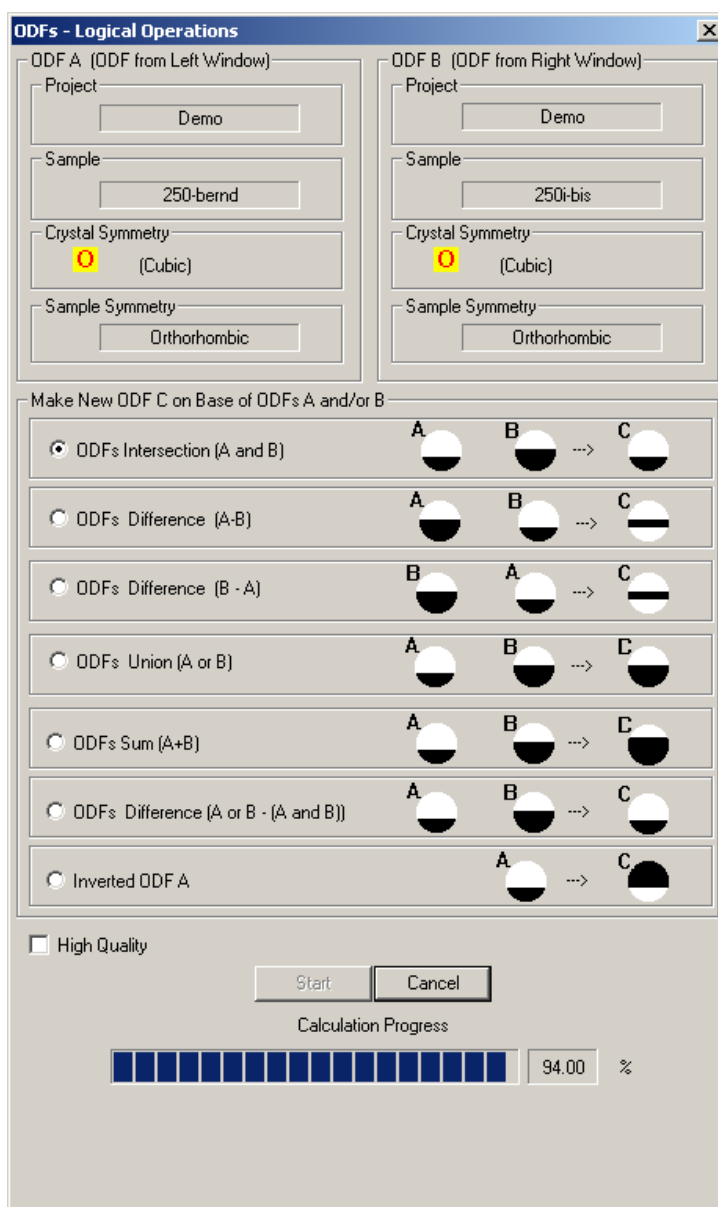 ODFs - Logical Operations
ODF A (ODF from Left Window)
Project
Demo
Sample
250-bernd
Crystal Symmetry
O (Cubic)
Sample Symmetry
Orthorhombic
ODF B (ODF from Right Window)
Project
Demo
Sample
250i-bis
Crystal Symmetry
O (Cubic)
Sample Symmetry
Orthorhombic
Make New ODF C on Base of ODFs A and/or B
ODFs Intersection (A and B) A B ---> C
ODFs Difference (A-B) A B ---> C
ODFs Difference (B - A) B A ---> C
ODFs Union (A or B) A B ---> C
ODFs Sum (A+B) A B ---> C
ODFs Difference (A or B - (A and B)) A B ---> C
Inverted ODF A A ---> C
High Quality
Start Cancel
Calculation Progress
94.00 %